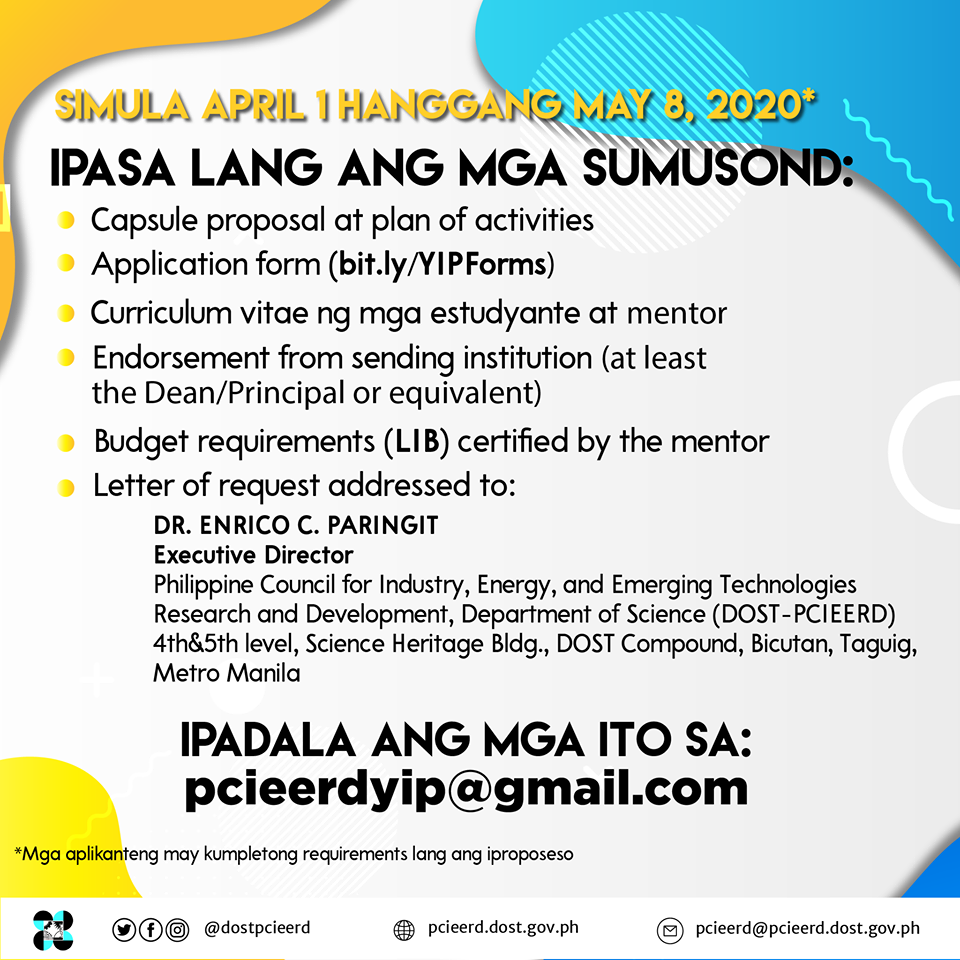 SIMULA APRIL 1 HANGGANG MAY 8, 2020*
IPASA LANG ANG MGA SUMUSOND:
Capsule proposal at plan of activities
Application form (bit.ly/YIPForms)
Curriculum vitae ng mga estudyante at mentor
Endorsement from sending institution (at least
the Dean/Principal or equivalent)
Budget requirements (LIB) certified by the mentor
Letter of request addressed to:
DR. ENRICO C. PARINGIT
Executive Director
Philippine Council for Industry, Energy, and Emerging Technologies
Research and Development, Department of Science (DOST-PCIEERD)
4th&5th level, Science Heritage Bldg., DOST Compound, Bicutan, Taguig,
Metro Manila
IPADALA ANG MGA ITO SA:
pcieerdyip@gmail.com
*Mga aplikanteng may kumpletong requirements lang ang iproposeso
@dostpcieerd pcieerd.dost.gov.ph pcieerd@pcieerd.dost.gov.ph